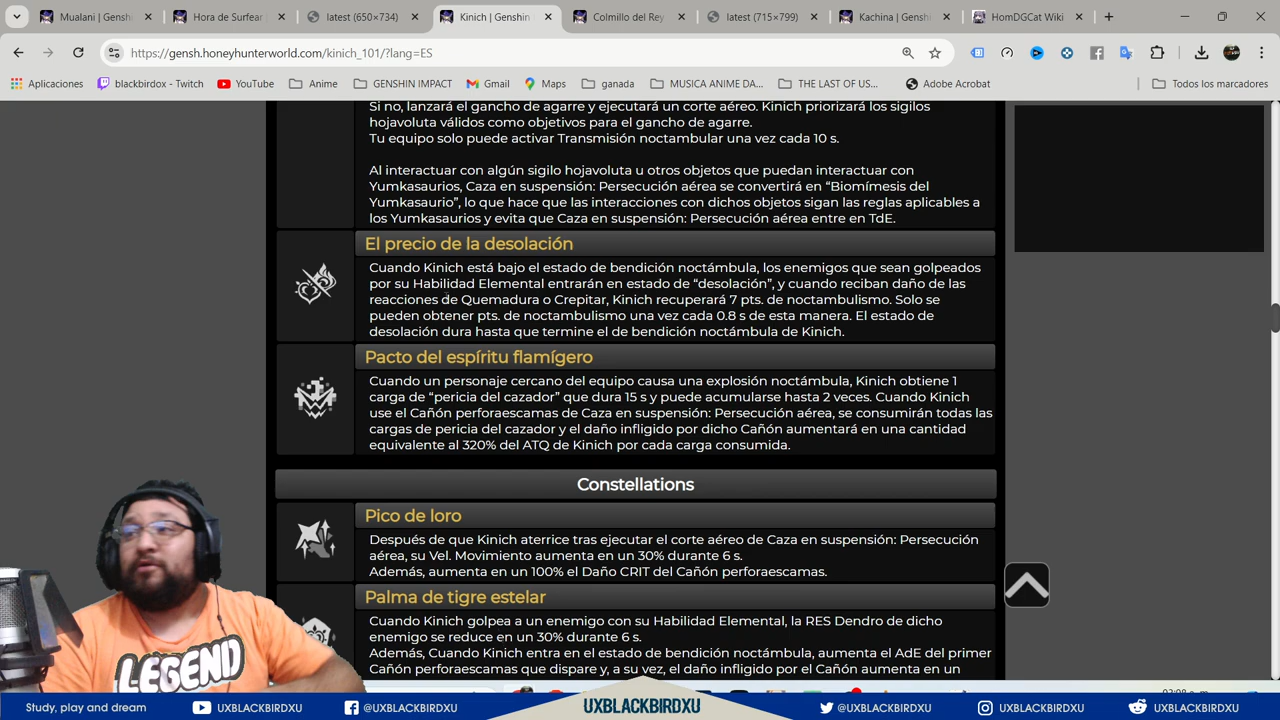 Mualani | Genshi
Hora de Surfear
latest (650×734)
Kinich | Genshin
Colmillo del Rey
latest (715×799)
Kachina | Genshi
HomDGCat Wiki
https://gensh.honeyhunterworld.com/kinich_101/?lang=ES
Aplicaciones
blackbirdox - Twitch
YouTube
Anime
GENSHIN IMPACT
Gmail
Maps
ganada
MUSICA ANIME DA...
THE LAST OF US...
Adobe Acrobat
Todos los marcadores
Si no, lanzará el gancho de agarre y ejecutará un corte aéreo. Kinich priorizará los sigilos
hojavoluta válidos como objetivos para el gancho de agarre.
Tu equipo solo puede activar Transmisión noctambular una vez cada 10 s.
Al interactuar con algún sigilo hojavoluta u otros objetos que puedan interactuar con
Yumkasaurios, Caza en suspensión: Persecución aérea se convertirá en “Biomímesis del
Yumkasaurio”, lo que hace que las interacciones con dichos objetos sigan las reglas aplicables a
los Yumkasaurios y evita que Caza en suspensión: Persecución aérea entre en TdE.
El precio de la desolación
Cuando Kinich está bajo el estado de bendición noctámbula, los enemigos que sean golpeados
por su Habilidad Elemental entrarán en estado de “desolación”, y cuando reciban daño de las
reacciones de Quemadura o Crepitar, Kinich recuperará 7 pts. de noctambulismo. Solo se
pueden obtener pts. de noctambulismo una vez cada 0.8 s de esta manera. El estado de
desolación dura hasta que termine el de bendición noctámbula de Kinich.
Pacto del espíritu flamígero
Cuando un personaje cercano del equipo causa una explosión noctámbula, Kinich obtiene 1
carga de “pericia del cazador” que dura 15 s y puede acumularse hasta 2 veces. Cuando Kinich
use el Cañón perforaescamas de Caza en suspensión: Persecución aérea, se consumirán todas las
cargas de pericia del cazador y el daño infligido por dicho Cañón aumentará en una cantidad
equivalente al 320% del ATQ de Kinich por cada carga consumida.
Constellations
Pico de loro
Después de que Kinich aterrice tras ejecutar el corte aéreo de Caza en suspensión: Persecución
aérea, su Vel. Movimiento aumenta en un 30% durante 6 s.
Además, aumenta en un 100% el Daño CRIT del Cañón perforaescamas.
Palma de tigre estelar
Cuando Kinich golpea a un enemigo con su Habilidad Elemental, la RES Dendro de dicho
enemigo se reduce en un 30% durante 6 s.
Además, Cuando Kinich entra en el estado de bendición noctámbula, aumenta el AdE del primer
Cañón perforaescamas que dispare y, a su vez, el daño infligido por el Cañón aumenta en un
LEGEND
Study, play and dream
UXBLACKBIRDXU
@UXBLACKBIRDXU
UXBLACKBIRDXU
@UXBLACKBIRDXU
UXBLACKBIRDXU
UXBLACKBIRDXU